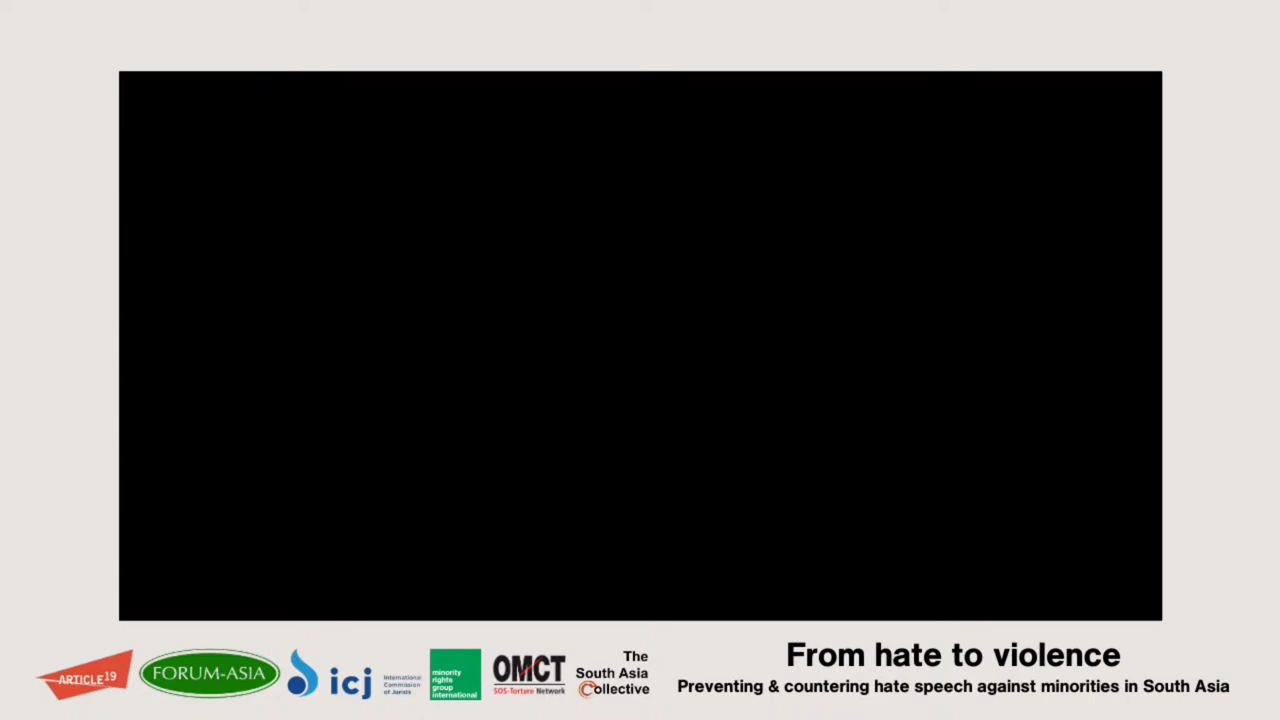 ARTICLE 19
FORUM-ASIA
icj
International
Commission
of Jurists
minority
rights
group
international
OMCT
SOS-Torture Network
The
South Asia
Collective
From hate to violence
Preventing & countering hate speech against minorities in South Asia